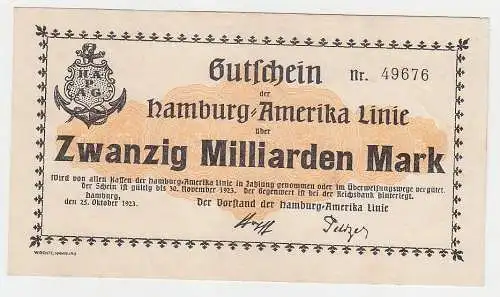 H A
P
A G
Gutschein Nr. 49676
der
Hamburg-Amerika Linie
über
Zwanzig Milliarden Mark
Wird von allen Kassen der Hamburg-Amerika Linie in Zahlung genommen oder im Überweisungswege vergütet.
Der Schein ist gültig bis 30. November 1923. Der Gegenwert ist bei der Reichsbank hinterlegt.
Hamburg,
den 25. Oktober 1923.
Der Vorstand der Hamburg-Amerika Linie